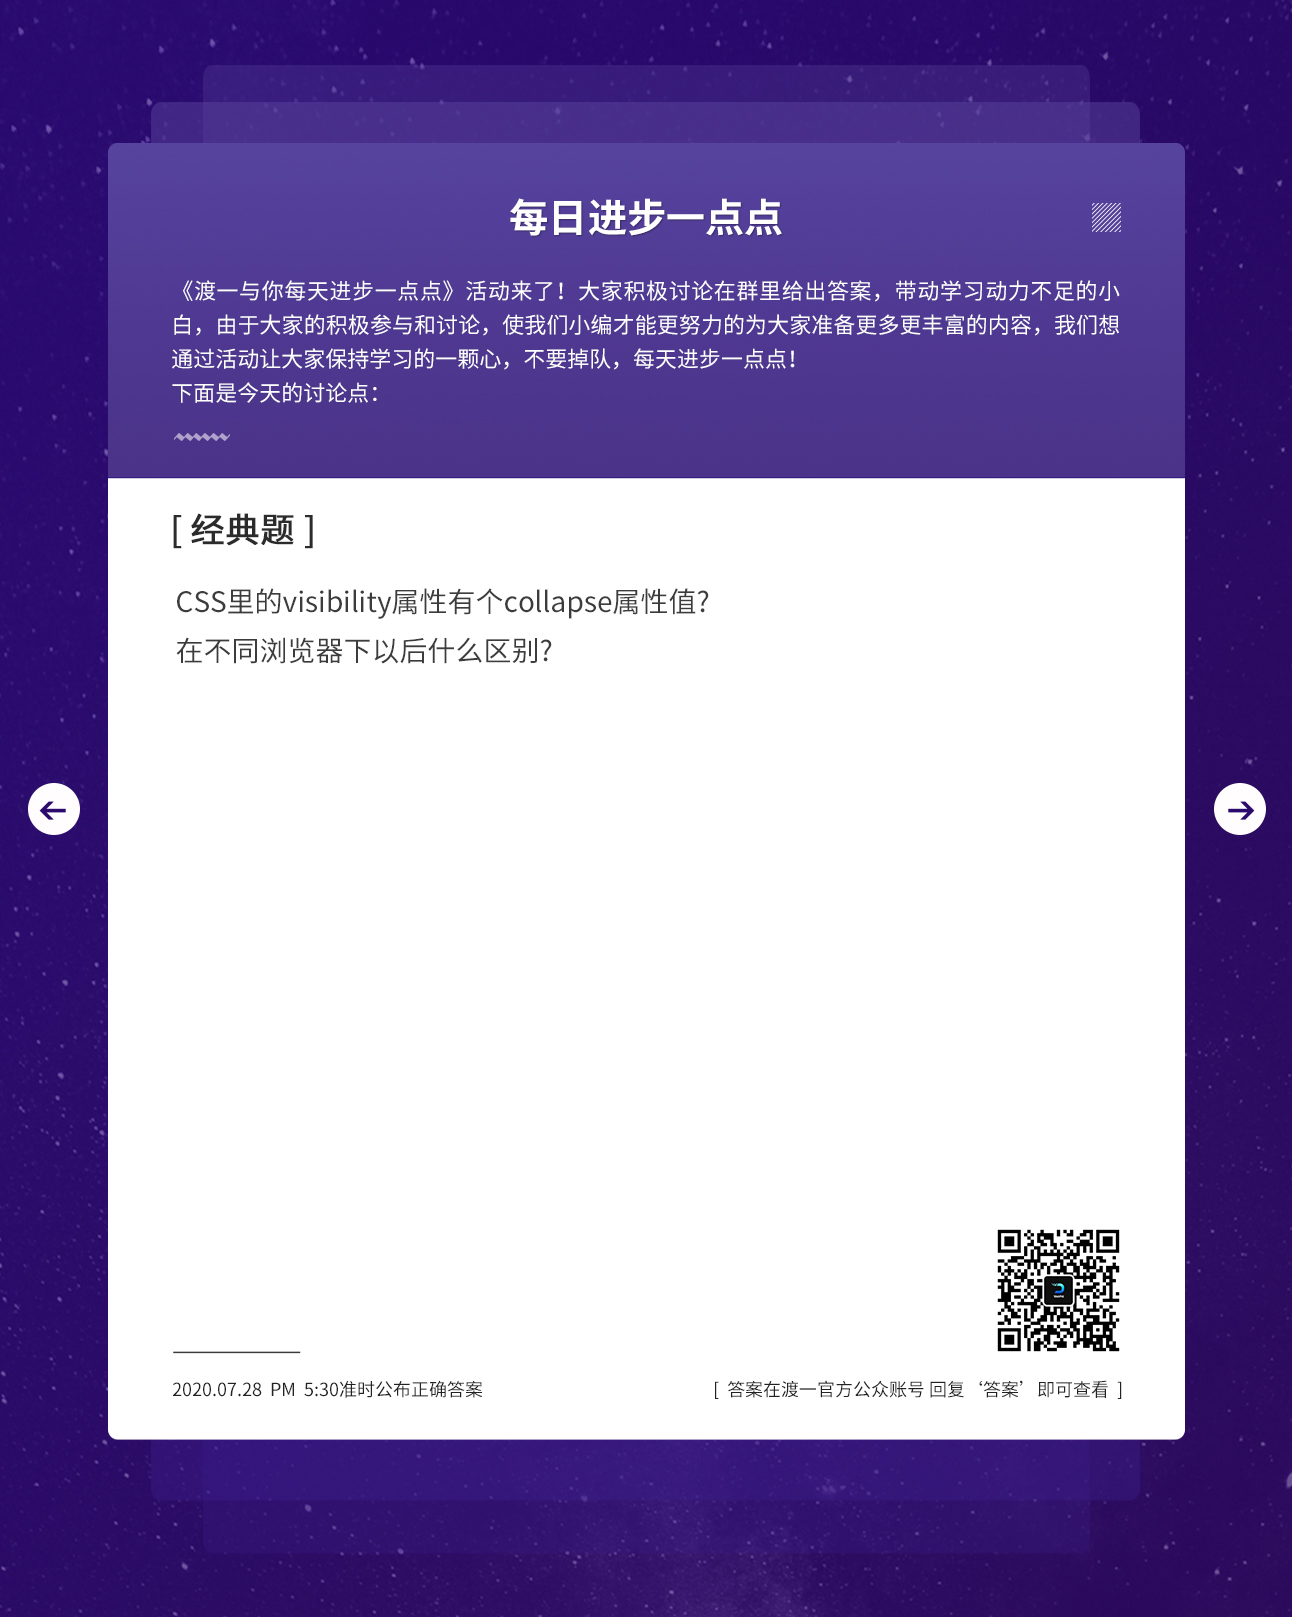 每日进步一点点
《渡一与你每天进步一点点》活动来了！大家积极讨论在群里给出答案，带动学习动力不足的小
白，由于大家的积极参与和讨论，使我们小编才能更努力的为大家准备更多更丰富的内容，我们想
通过活动让大家保持学习的一颗心，不要掉队，每天进步一点点！
下面是今天的讨论点：
[ 经典题 ]
CSS里的visibility属性有个collapse属性值?
在不同浏览器下以后什么区别?
2020.07.28 PM 5:30准时公布正确答案
[ 答案在渡一官方公众账号 回复 ‘答案’ 即可查看 ]